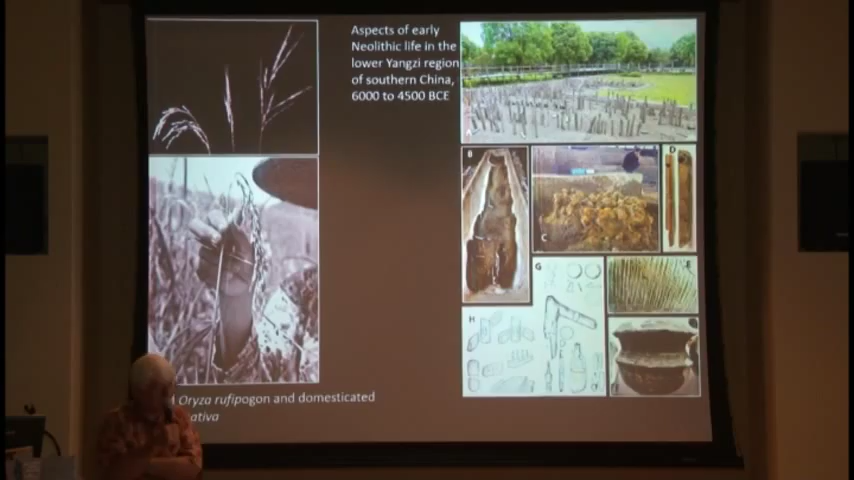 Aspects of early
Neolithic life in the
lower Yangzi region
of southern China,
6000 to 4500 BCE
B
C
D
E
G
H
Oryza rufipogon and domesticated
ativa